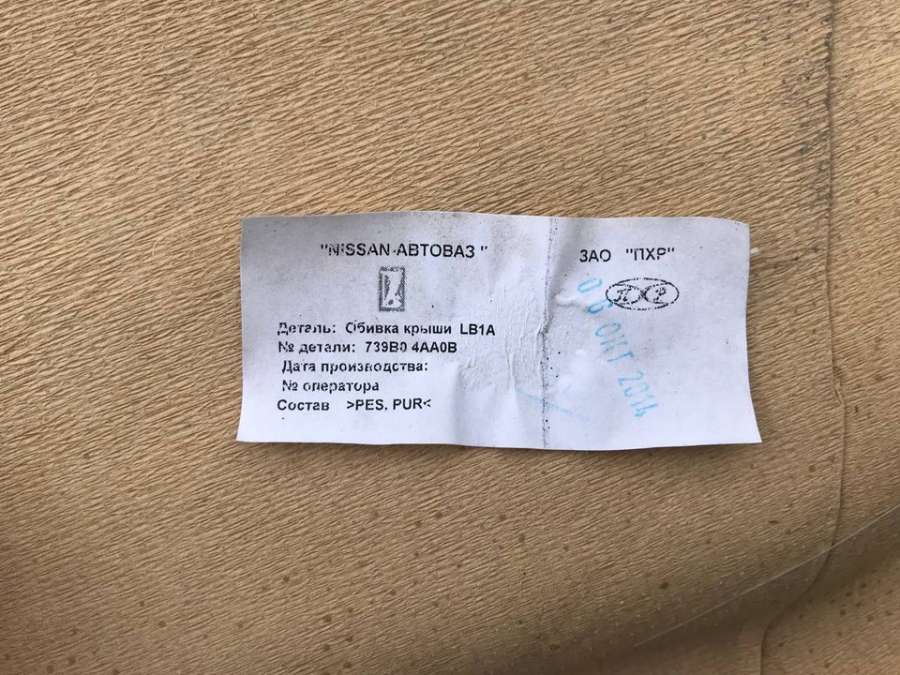 "NISSAN-АВТОВАЗ"
ЗАО "ПХР"
Деталь: Обивка крыши LB1A
№ детали: 739B0 4AA0B
Дата производства:
№ оператора
Состав >PES, PUR<
06 ОКТ 2014